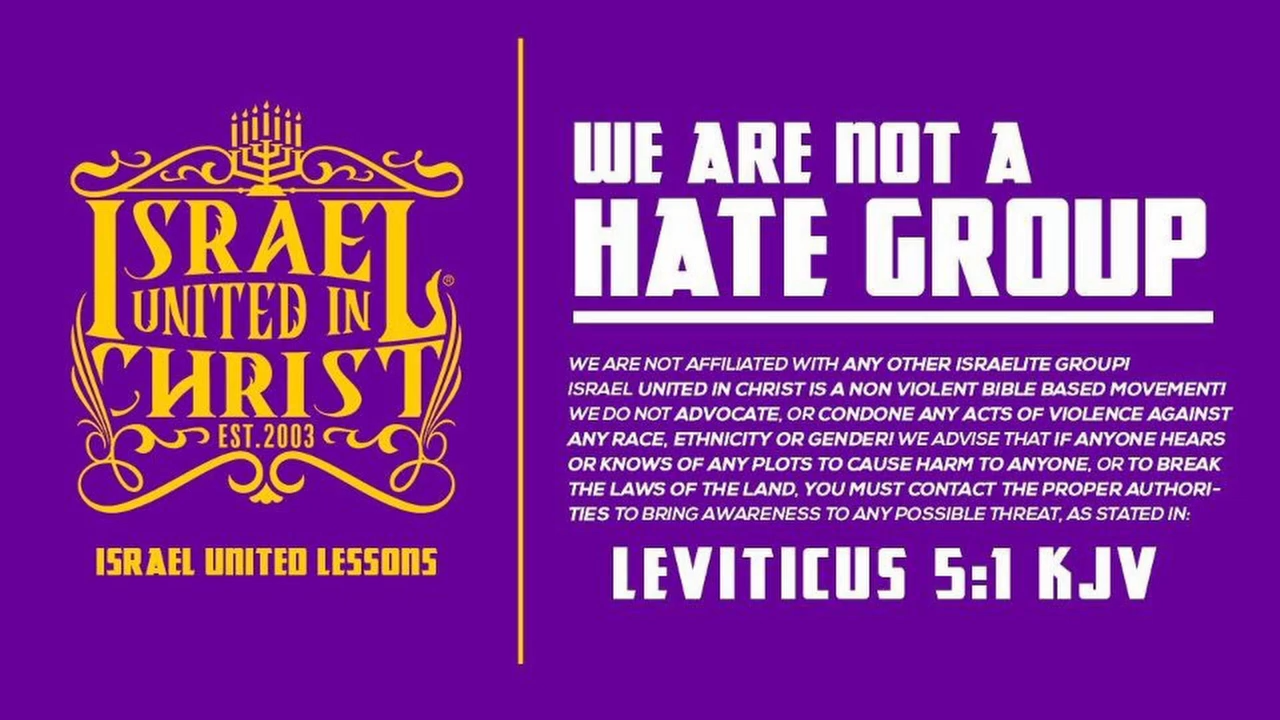 ISRAEL
UNITED IN
CHRIST
®
EST.2003
ISRAEL UNITED LESSONS
WE ARE NOT A
HATE GROUP
WE ARE NOT AFFILIATED WITH ANY OTHER ISRAELITE GROUP!
ISRAEL UNITED IN CHRIST IS A NON VIOLENT BIBLE BASED MOVEMENT!
WE DO NOT ADVOCATE, OR CONDONE ANY ACTS OF VIOLENCE AGAINST
ANY RACE, ETHNICITY OR GENDER! WE ADVISE THAT IF ANYONE HEARS
OR KNOWS OF ANY PLOTS TO CAUSE HARM TO ANYONE, OR TO BREAK
THE LAWS OF THE LAND, YOU MUST CONTACT THE PROPER AUTHORI-
TIES TO BRING AWARENESS TO ANY POSSIBLE THREAT, AS STATED IN:
LEVITICUS 5:1 KJV